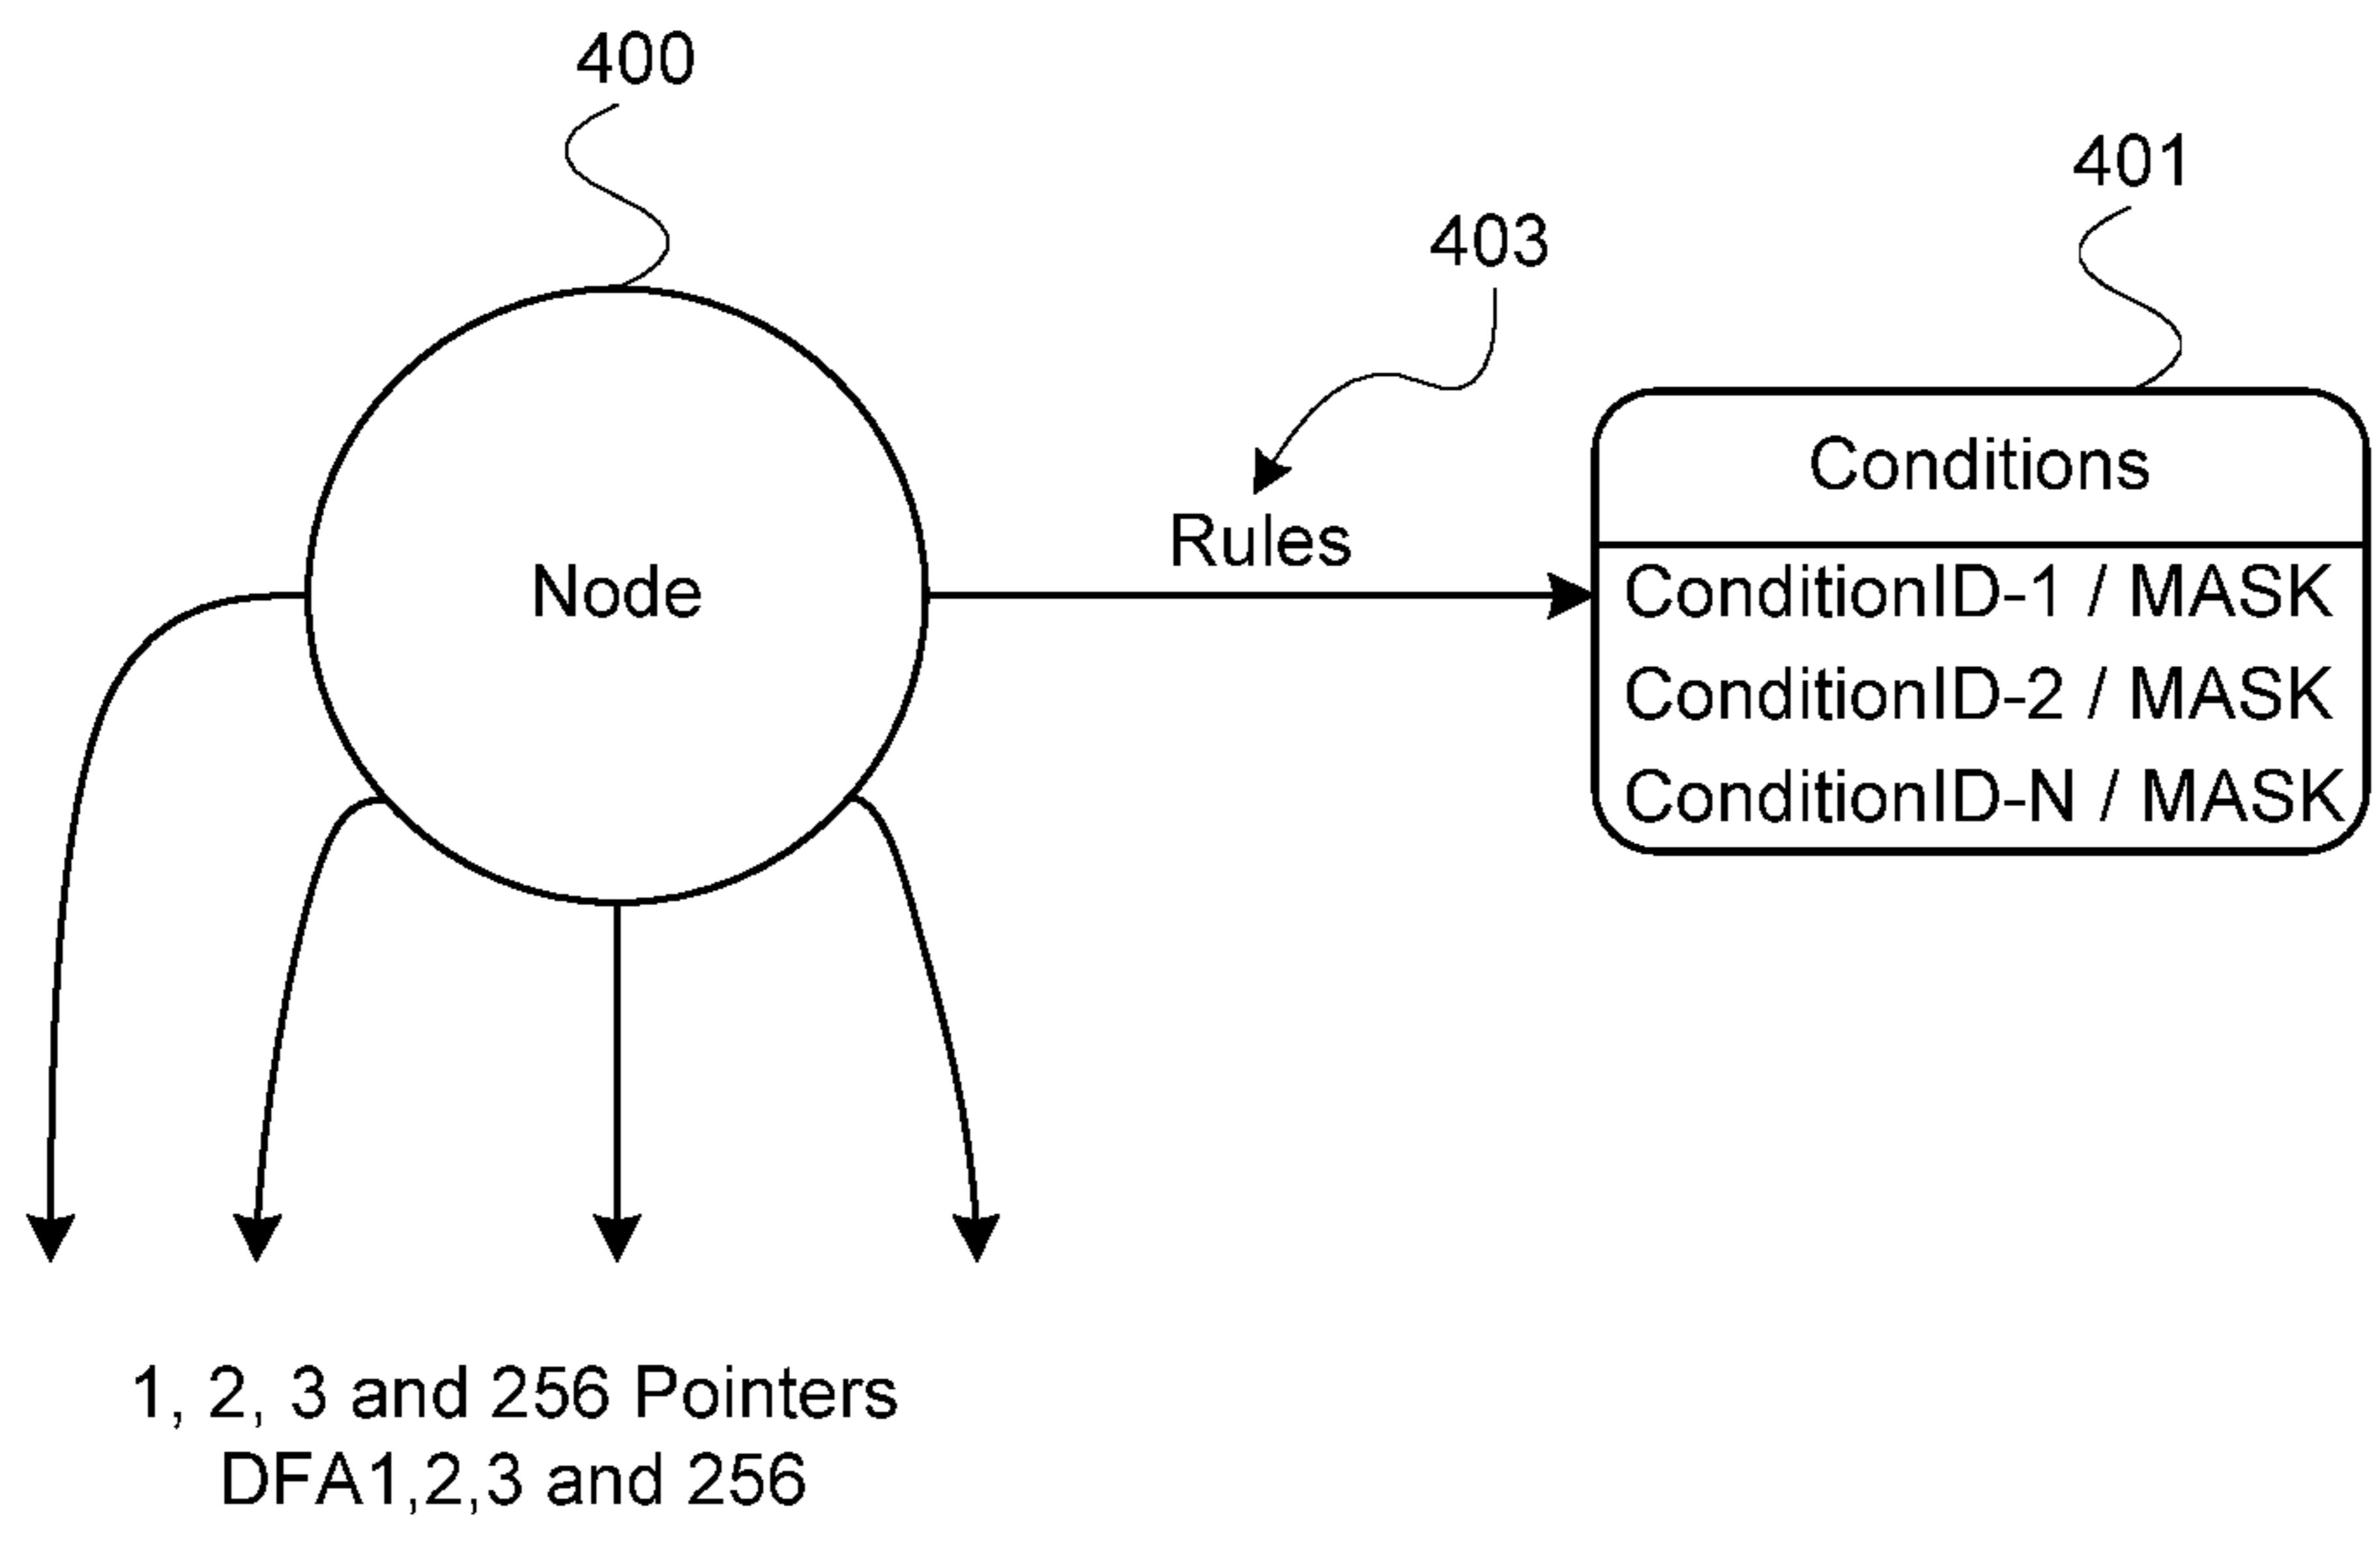 400
401
403
Conditions
Rules
Node
ConditionID-1 / MASK
ConditionID-2 / MASK
ConditionID-N / MASK
1, 2, 3 and 256 Pointers
DFA1,2,3 and 256